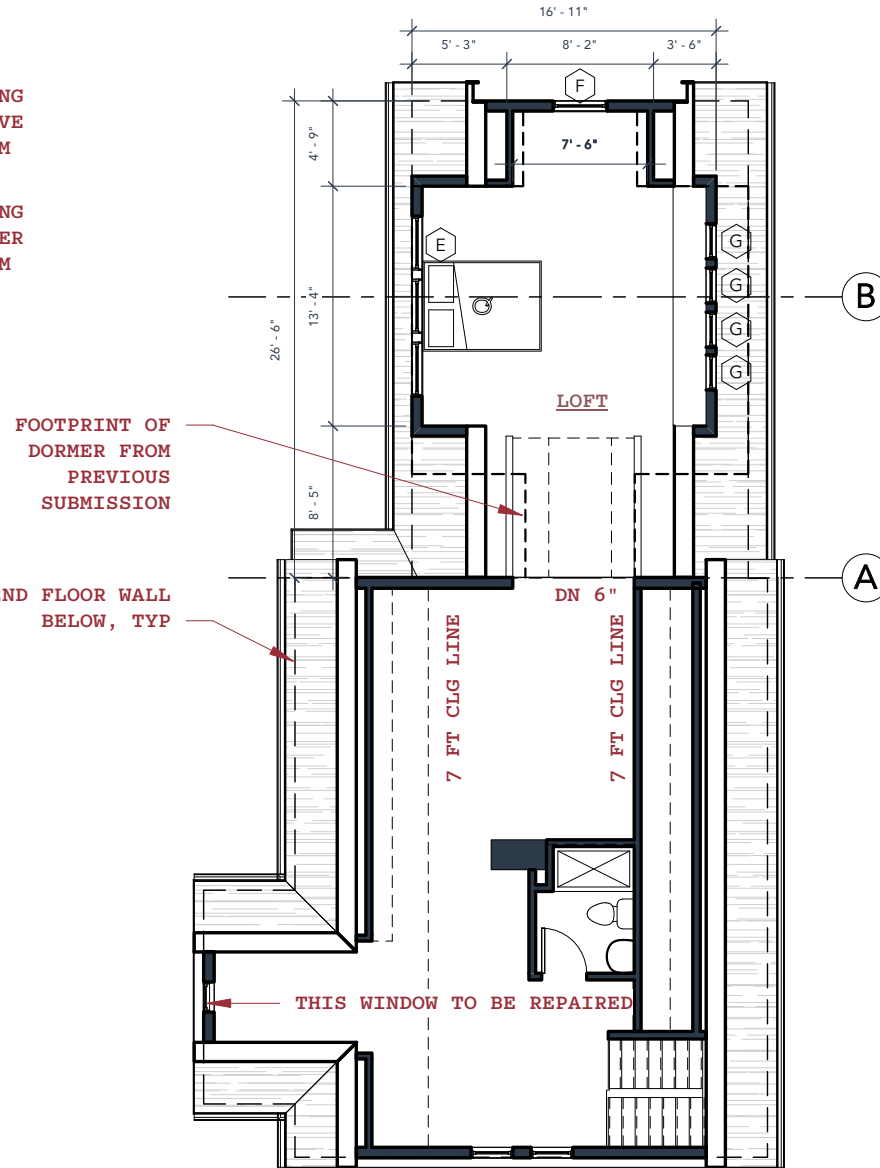 16' - 11"
5' - 3"
8' - 2"
3' - 6"
F
4' - 9"
7' - 6"
E
G
G
G
G
B
13' - 4"
26' - 6"
LOFT
FOOTPRINT OF
DORMER FROM
PREVIOUS
SUBMISSION
8' - 5"
A
DN 6"
FLOOR WALL
BELOW, TYP
7 FT CLG LINE
7 FT CLG LINE
THIS WINDOW TO BE REPAIRED